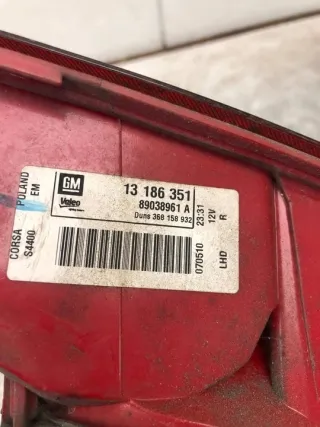 GM
Valeo
13 186 351
89038961 A
Duns 368 158 932
POLAND
EM
CORSA
S4400
23:31
12V
R
070510
LHD